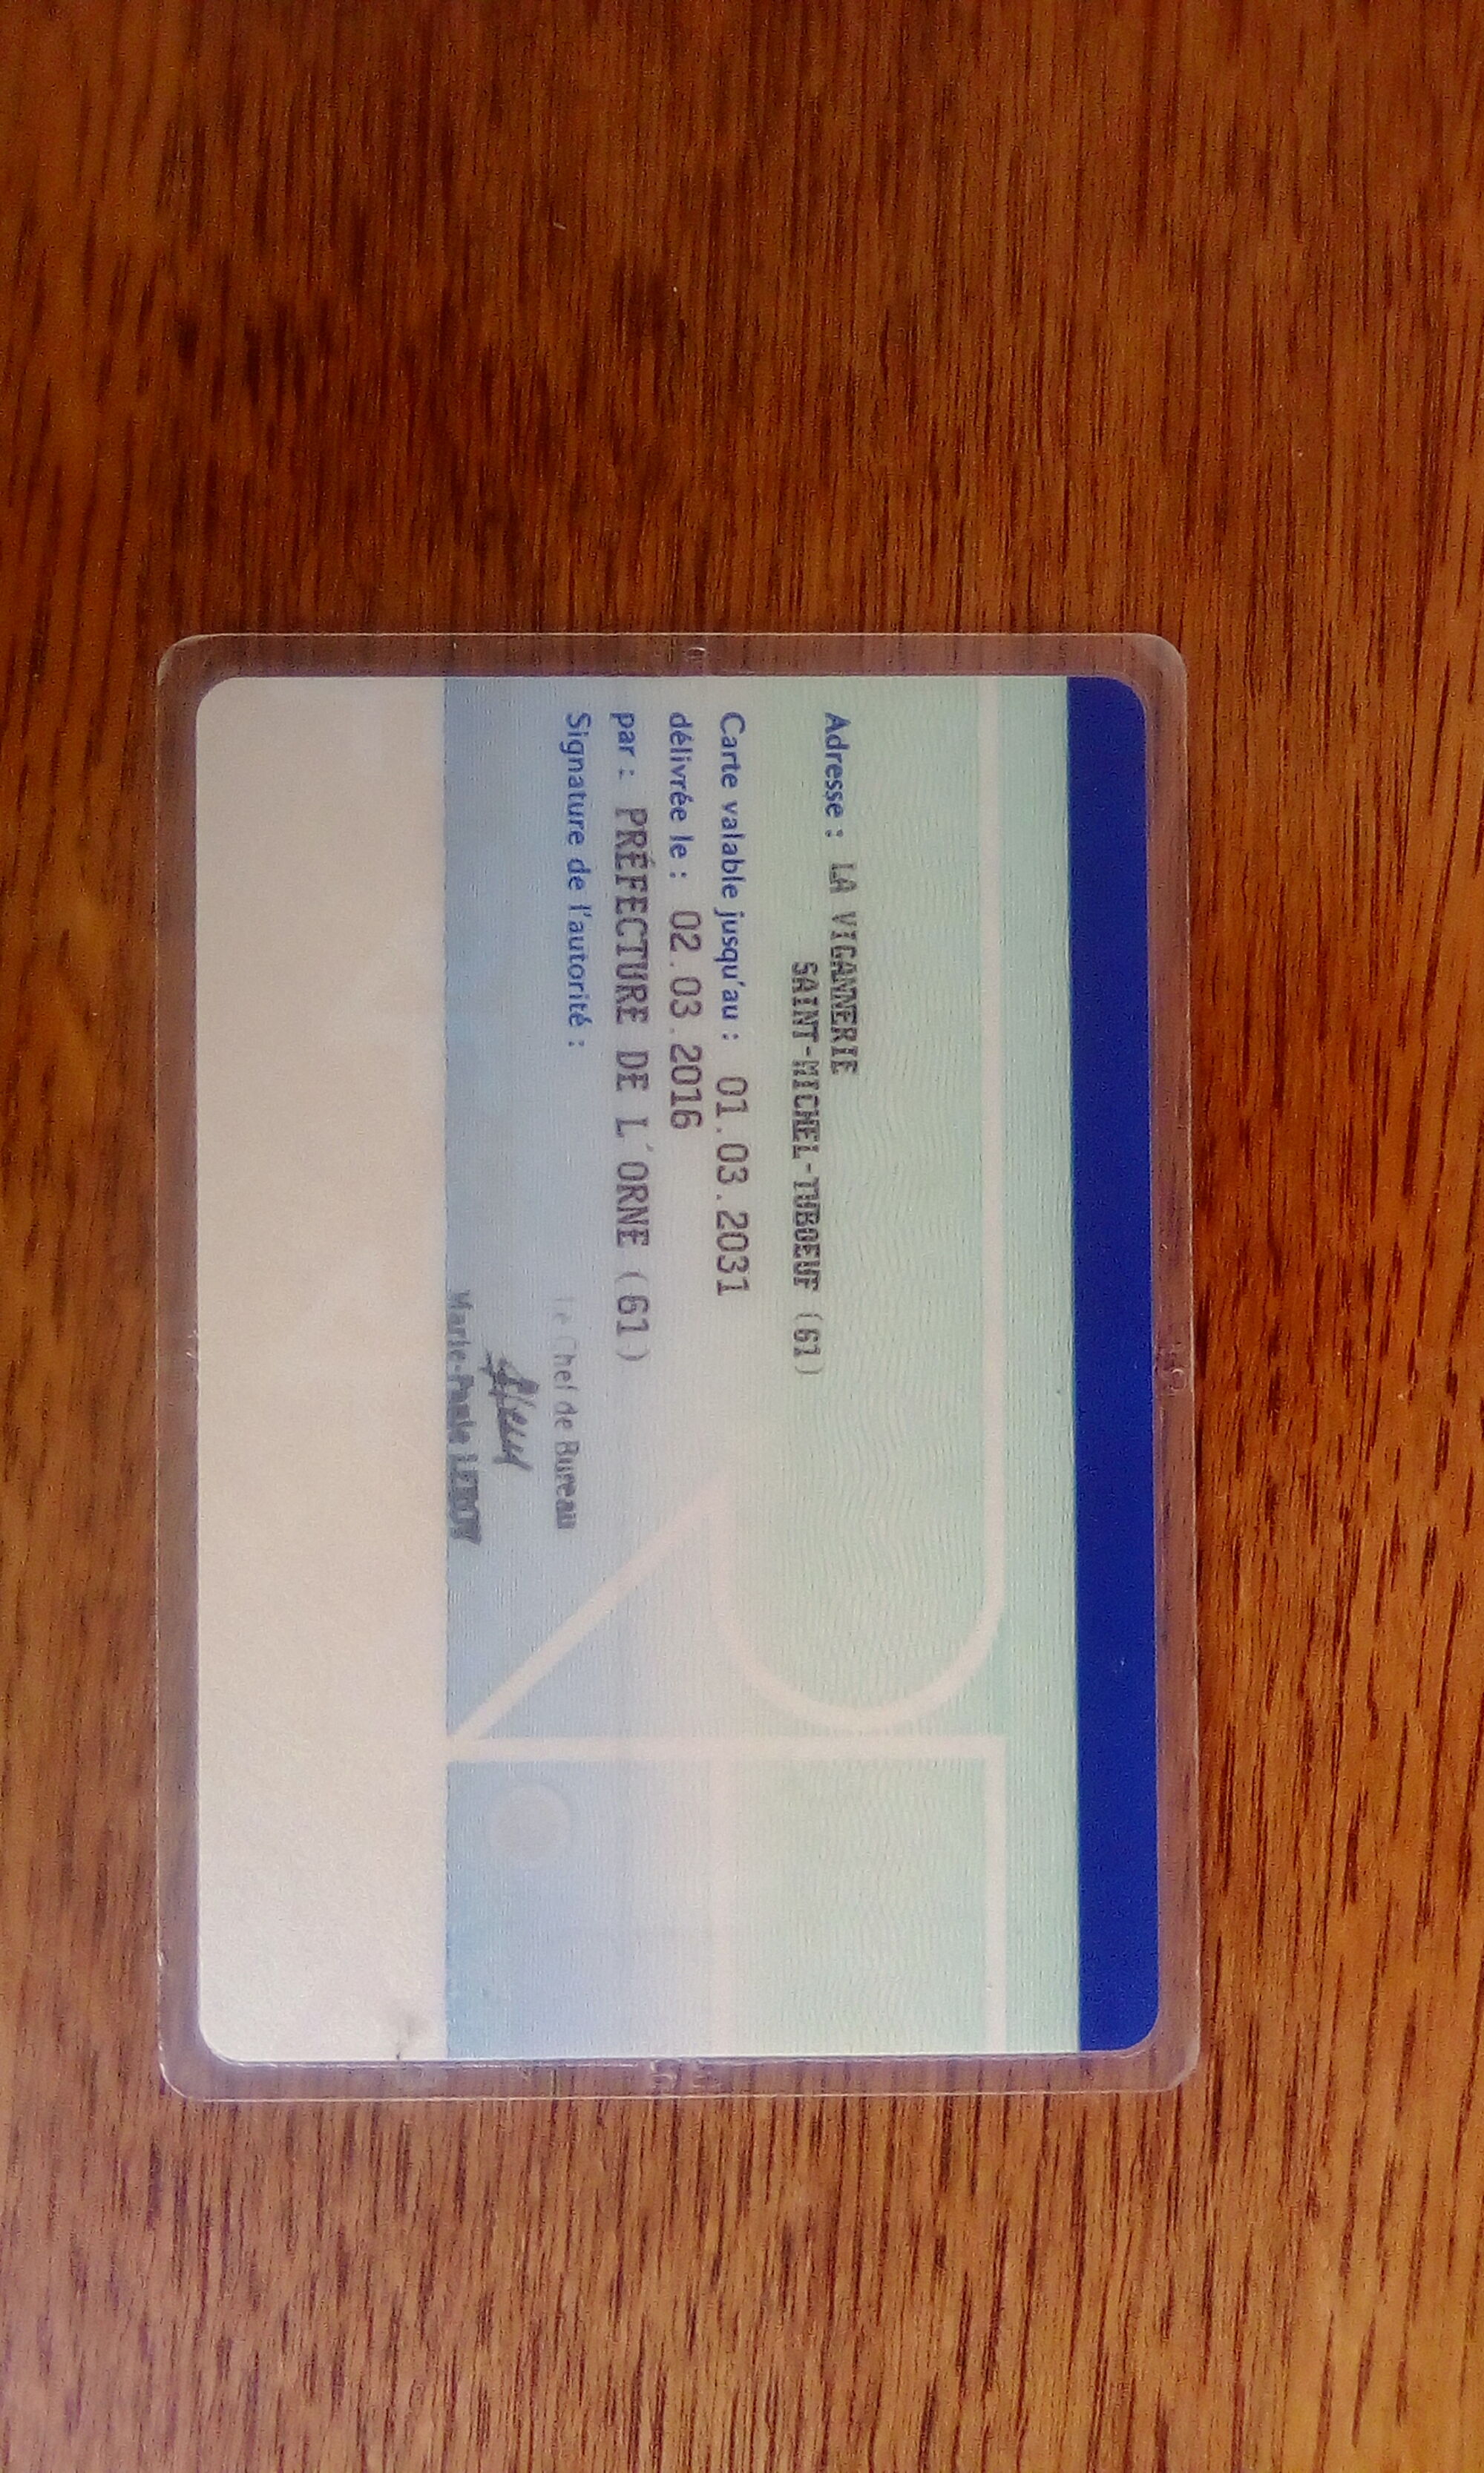 Adresse : LA VIGANNERIE
SAINT-MICHEL-TUBOEUF (61)
Carte valable jusqu'au : 01.03.2031
délivrée le : 02.03.2016
par : PRÉFECTURE DE L'ORNE (61)
Signature de l'autorité :
Le Chef de Bureau
Marie-Paule